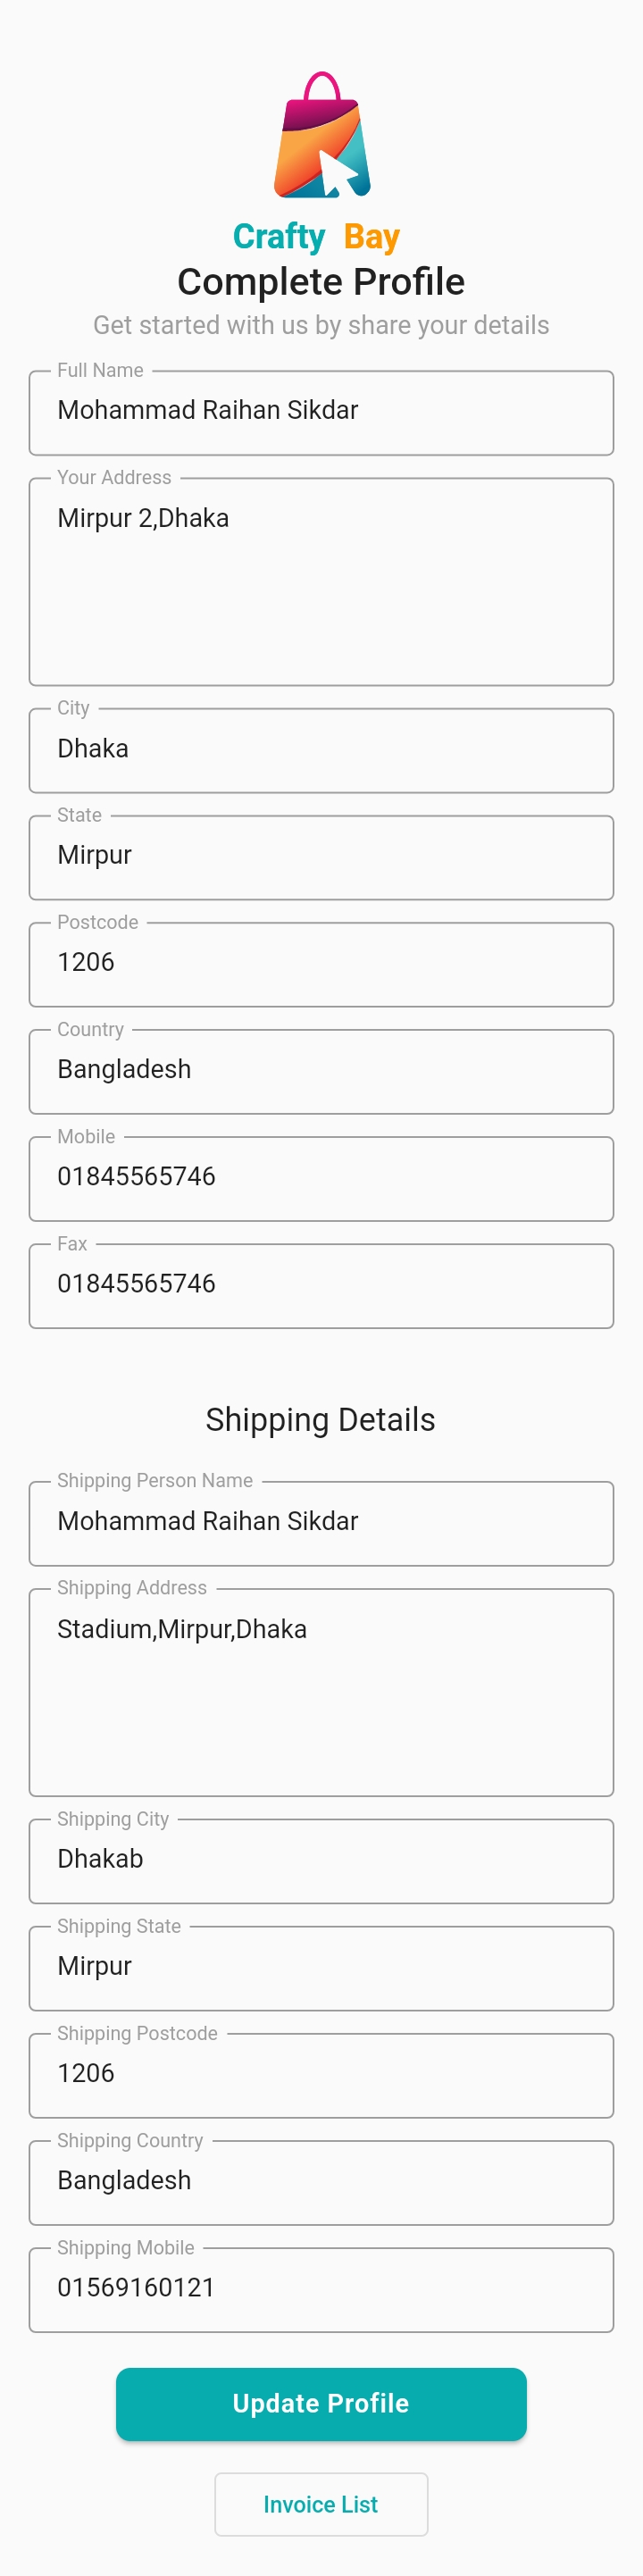 Crafty Bay
Complete Profile
Get started with us by share your details
Full Name
Mohammad Raihan Sikdar
Your Address
Mirpur 2,Dhaka
City
Dhaka
State
Mirpur
Postcode
1206
Country
Bangladesh
Mobile
01845565746
Fax
01845565746
Shipping Details
Shipping Person Name
Mohammad Raihan Sikdar
Shipping Address
Stadium,Mirpur,Dhaka
Shipping City
Dhakab
Shipping State
Mirpur
Shipping Postcode
1206
Shipping Country
Bangladesh
Shipping Mobile
01569160121
Update Profile
Invoice List